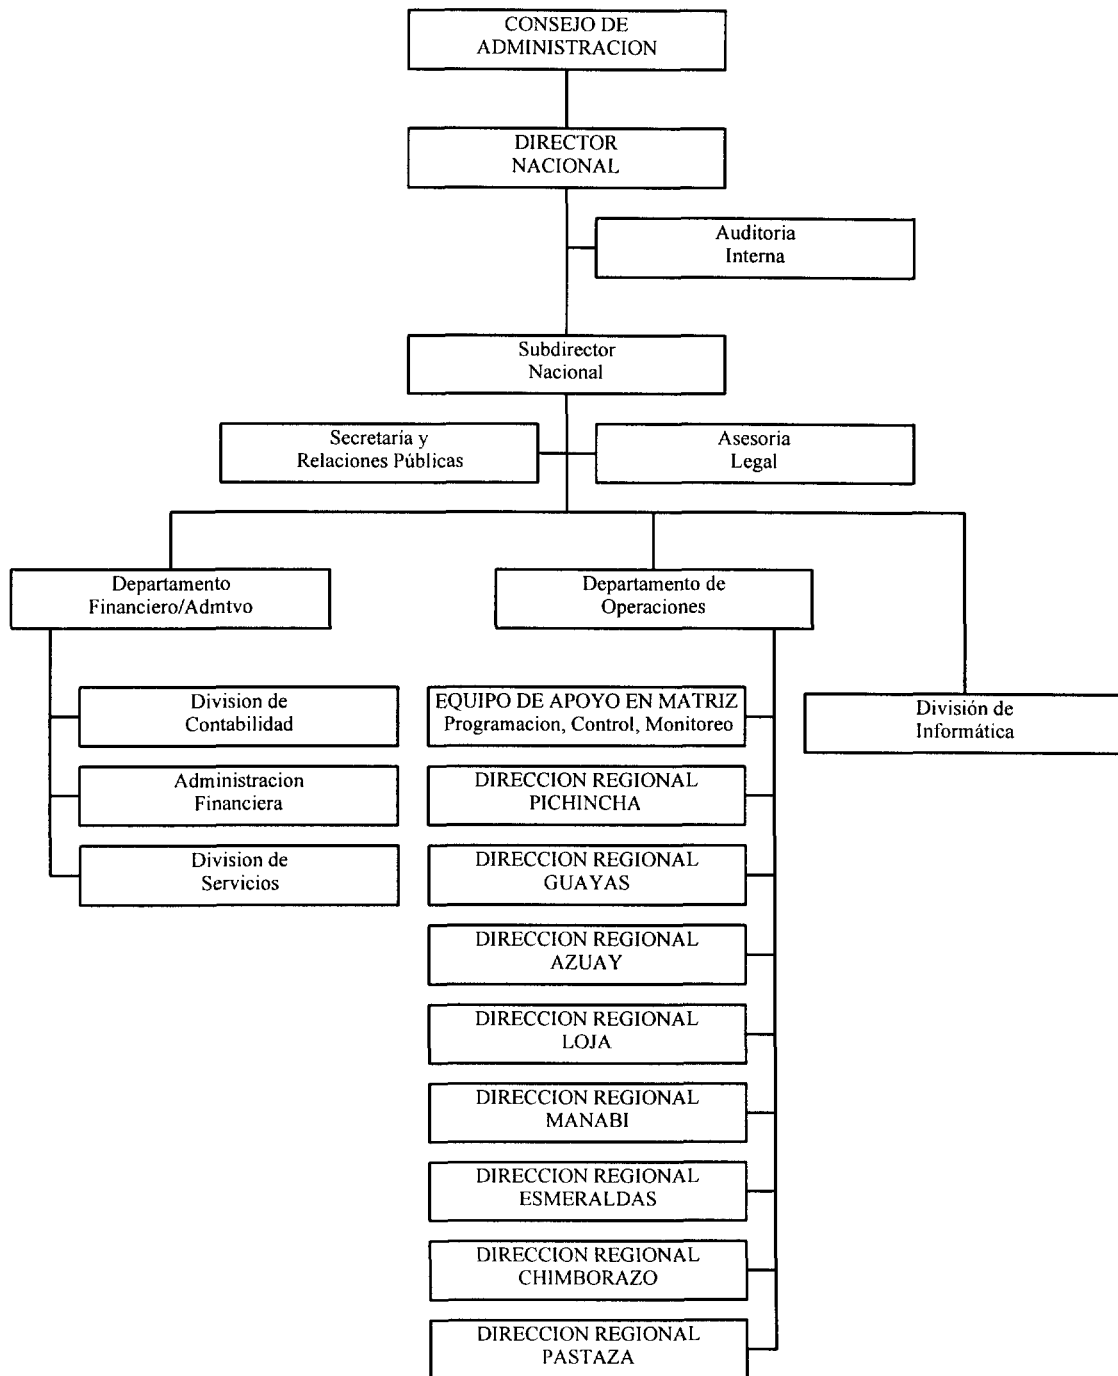 CONSEJO DE
ADMINISTRACION
DIRECTOR
NACIONAL
Auditoria
Interna
Subdirector
Nacional
Secretaría y
Relaciones Públicas
Asesoria
Legal
Departamento
Financiero/Admtvo
Departamento de
Operaciones
Division de
Contabilidad
Administracion
Financiera
Division de
Servicios
EQUIPO DE APOYO EN MATRIZ
Programacion, Control, Monitoreo
DIRECCION REGIONAL
PICHINCHA
DIRECCION REGIONAL
GUAYAS
DIRECCION REGIONAL
AZUAY
DIRECCION REGIONAL
LOJA
DIRECCION REGIONAL
MANABI
DIRECCION REGIONAL
ESMERALDAS
DIRECCION REGIONAL
CHIMBORAZO
DIRECCION REGIONAL
PASTAZA
División de
Informática